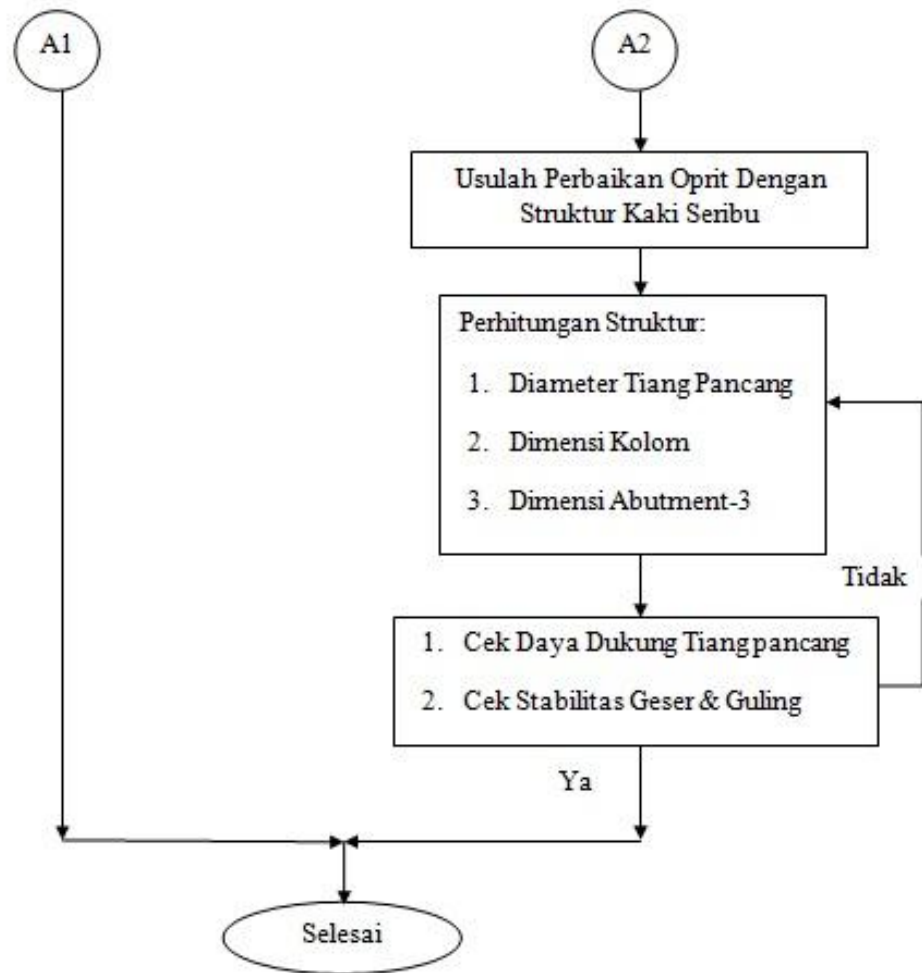 A1
A2
Usulah Perbaikan Oprit Dengan
Struktur Kaki Seribu
Perhitungan Struktur:
1. Diameter Tiang Pancang
2. Dimensi Kolom
3. Dimensi Abutment-3
Tidak
1. Cek Daya Dukung Tiang pancang
2. Cek Stabilitas Geser & Guling
Ya
Selesai